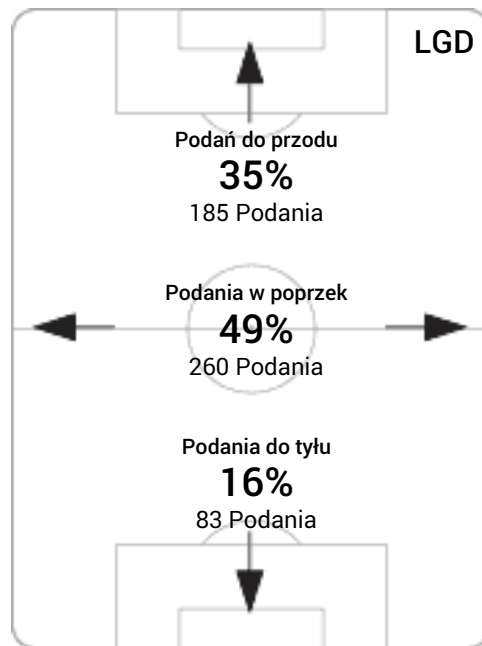 LGD
Podań do przodu
35%
185 Podania
Podania w poprzek
49%
260 Podania
Podania do tyłu
16%
83 Podania